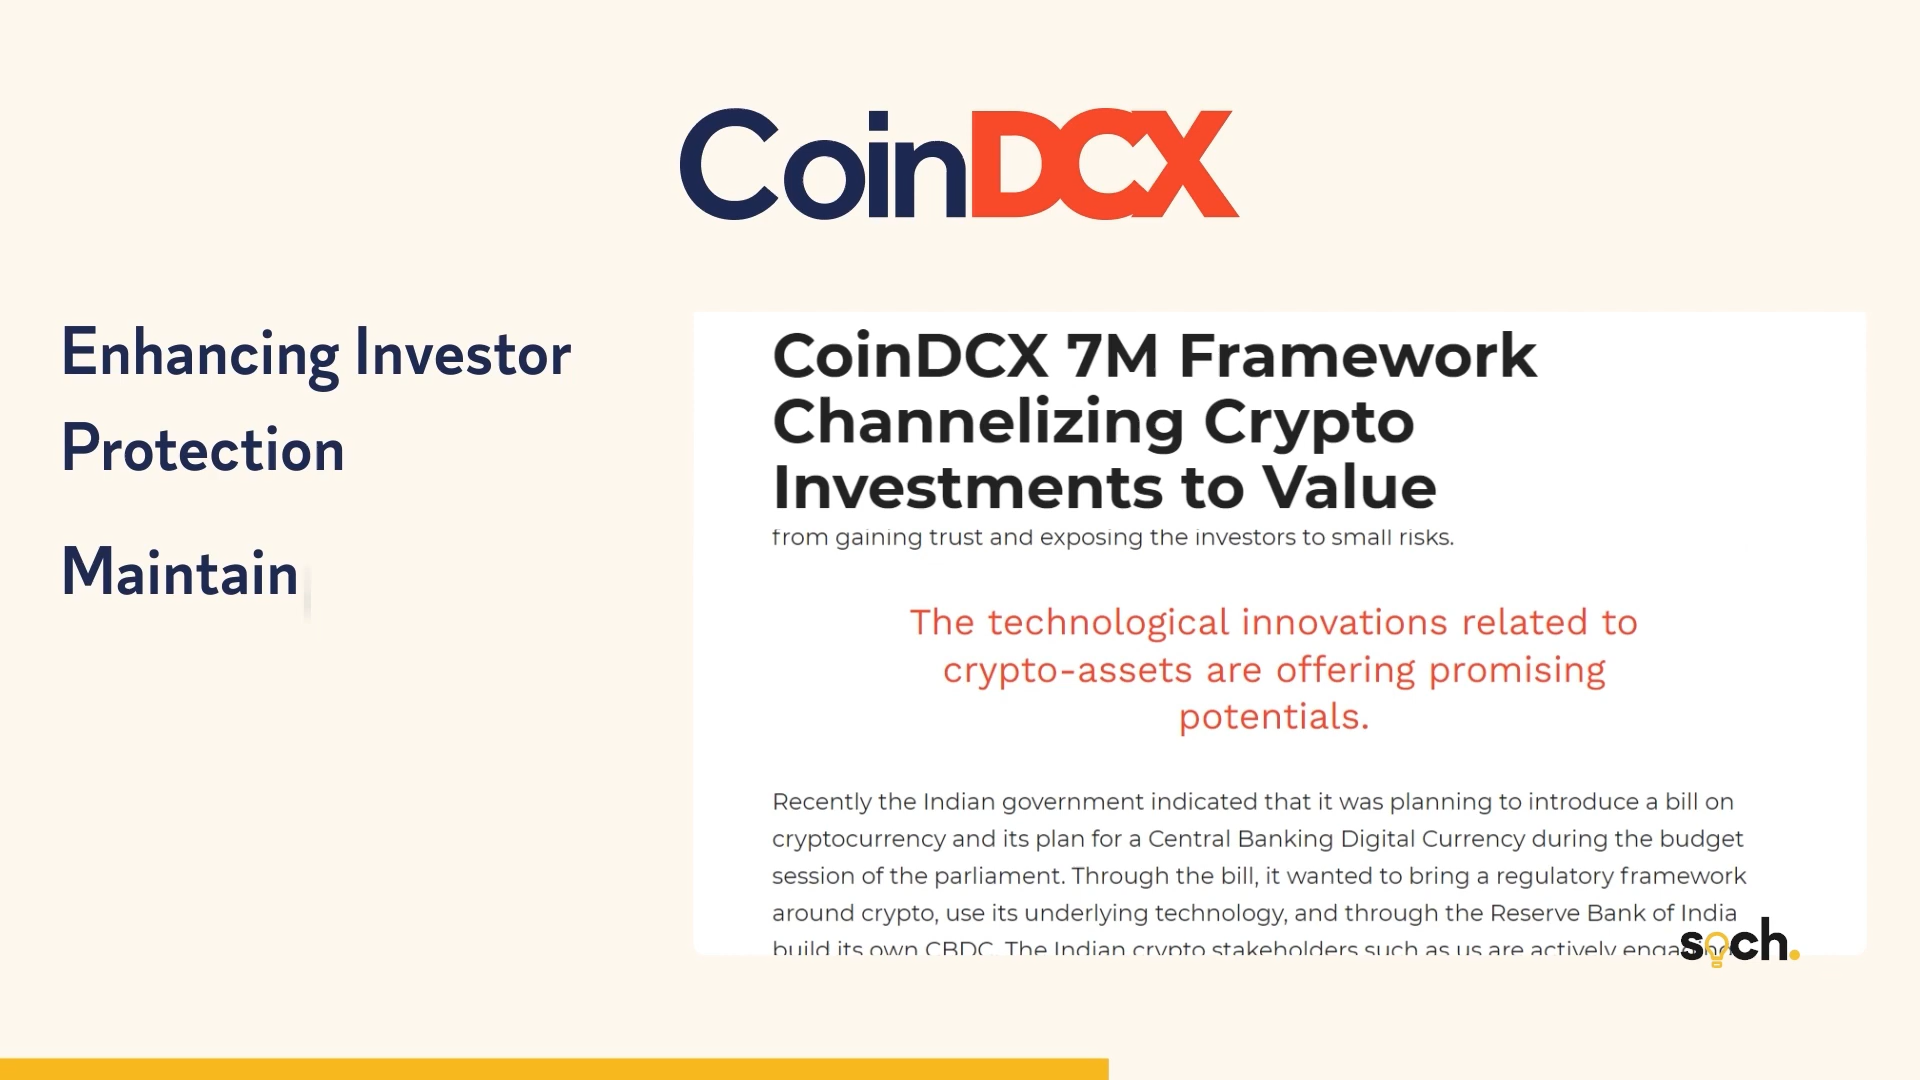 CoinDCX
Enhancing Investor
Protection
Maintain
CoinDCX 7M Framework
Channelizing Crypto
Investments to Value
from gaining trust and exposing the investors to small risks.
The technological innovations related to
crypto-assets are offering promising
potentials.
Recently the Indian government indicated that it was planning to introduce a bill on
cryptocurrency and its plan for a Central Banking Digital Currency during the budget
session of the parliament. Through the bill, it wanted to bring a regulatory framework
around crypto, use its underlying technology, and through the Reserve Bank of India
build its own CBDC. The Indian crypto stakeholders such as us are actively engaging
soch.